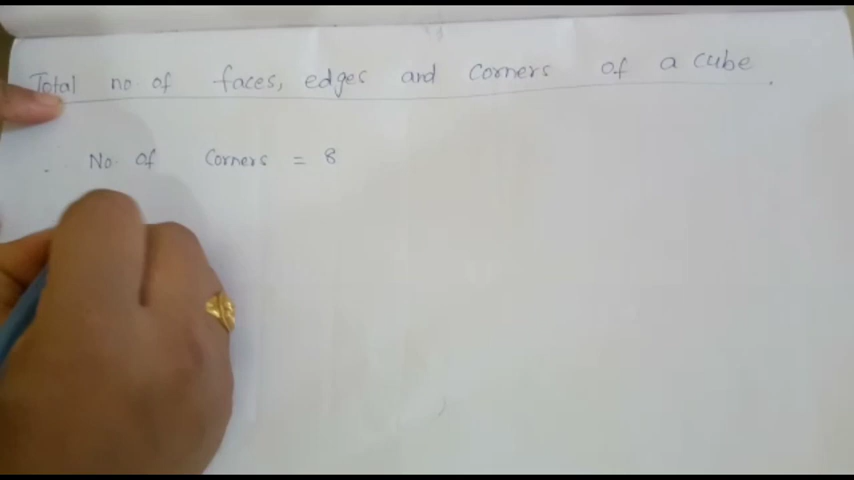 Total no of faces, edges and corners of a cube.
No. of corners = 8